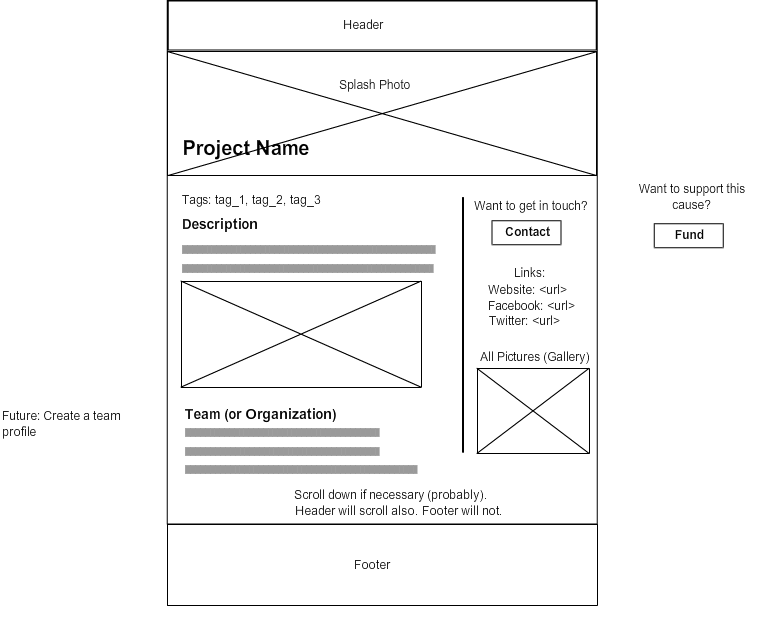 Header
Splash Photo
Project Name
Tags: tag_1, tag_2, tag_3
Description
Team (or Organization)
Want to get in touch?
Contact
Links:
Website: <url>
Facebook: <url>
Twitter: <url>
All Pictures (Gallery)
Scroll down if necessary (probably).
Header will scroll also. Footer will not.
Footer
Want to support this
cause?
Fund
Future: Create a team
profile